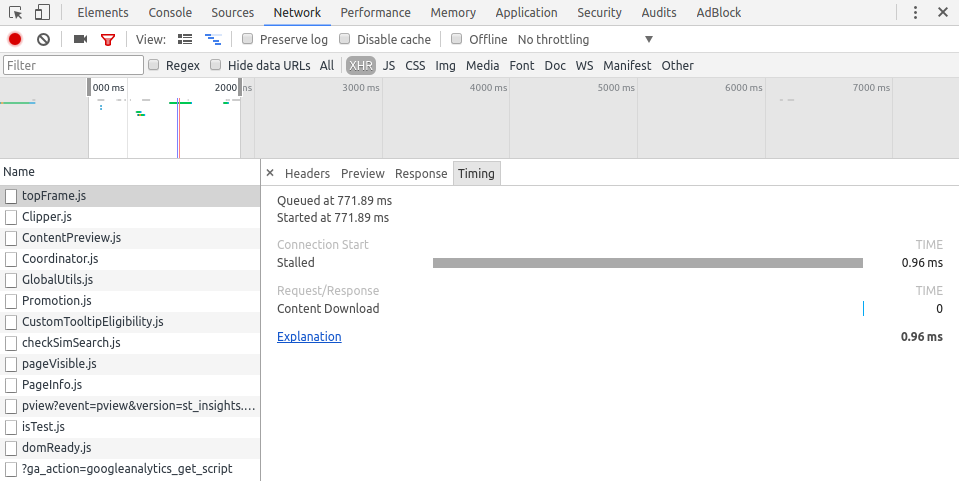 Elements Console Sources Network Performance Memory Application Security Audits AdBlock
View: Preserve log Disable cache Offline No throttling
Filter Regex Hide data URLs All XHR JS CSS Img Media Font Doc WS Manifest Other
000 ms 2000 ms 3000 ms 4000 ms 5000 ms 6000 ms 7000 ms
Name
Headers Preview Response Timing
topFrame.js
Clipper.js
ContentPreview.js
Coordinator.js
GlobalUtils.js
Promotion.js
CustomTooltipEligibility.js
checkSimSearch.js
pageVisible.js
PageInfo.js
pview?event=pview&version=st_insights....
isTest.js
domReady.js
?ga_action=googleanalytics_get_script
Queued at 771.89 ms
Started at 771.89 ms
Connection Start TIME
Stalled 0.96 ms
Request/Response TIME
Content Download 0
Explanation 0.96 ms